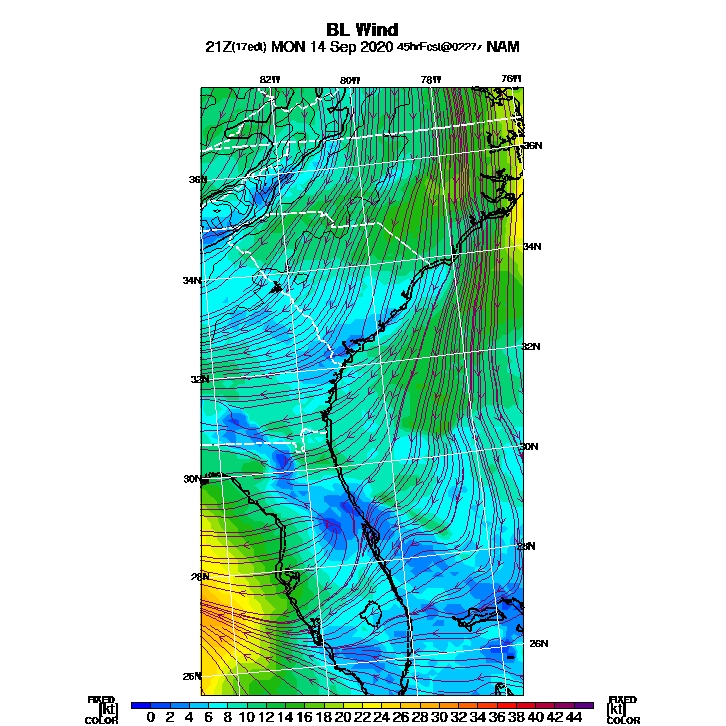 BL Wind
21Z(17edt) MON 14 Sep 2020 45hrFcst@0227z NAM
82W 80W 78W 76W
36N
36N
34N
34N
32N
32N
30N
30N
28N
28N
26N
26N
FIXED FIXED
[kt] 0 2 4 6 8 10 12 14 16 18 20 22 24 26 28 30 32 34 36 38 40 42 44 [kt]
COLOR COLOR